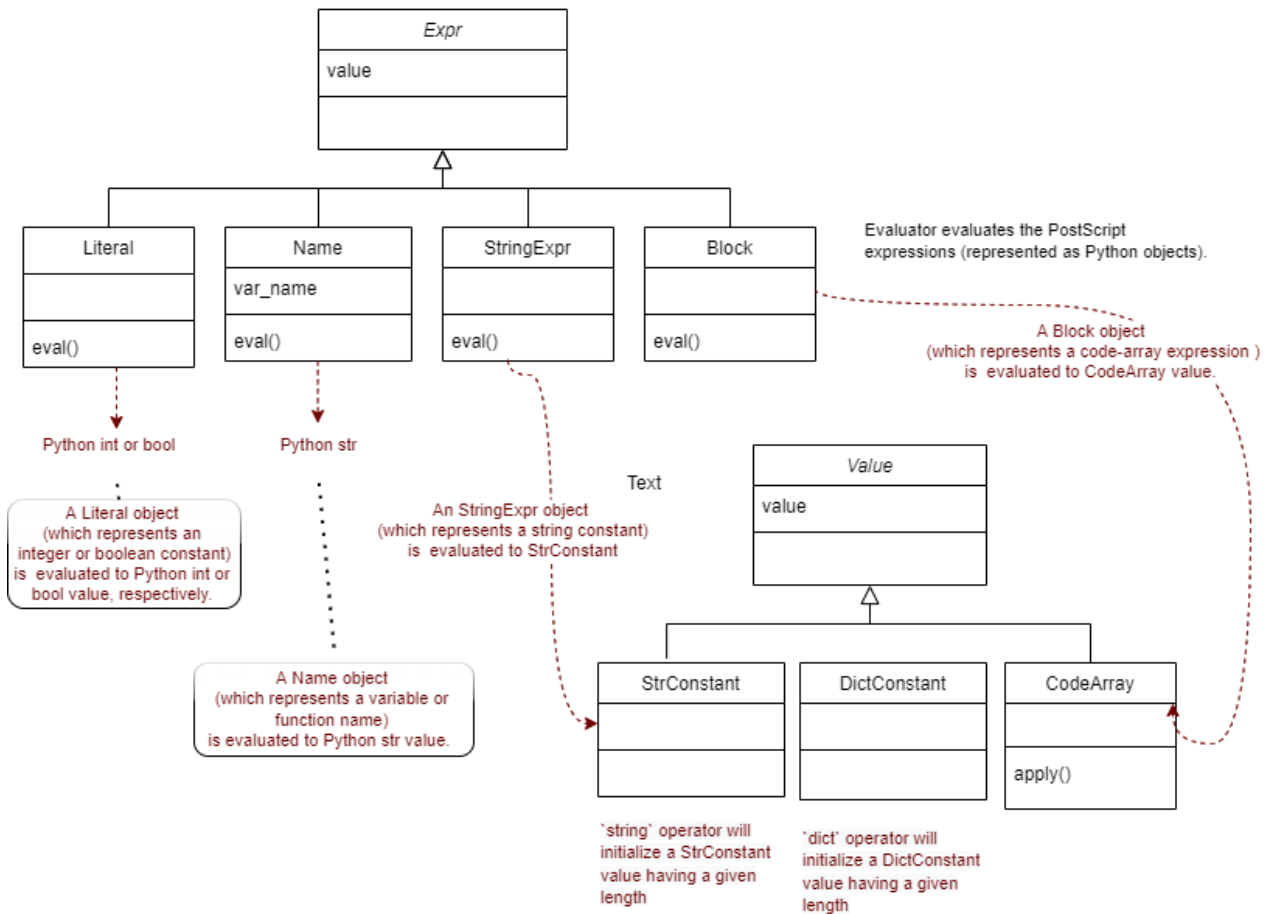 Expr
value
Literal
eval()
Name
var_name
eval()
StringExpr
eval()
Block
eval()
Evaluator evaluates the PostScript
expressions (represented as Python objects).
A Block object
(which represents a code-array expression )
is evaluated to CodeArray value.
Python int or bool
Python str
A Literal object
(which represents an
integer or boolean constant)
is evaluated to Python int or
bool value, respectively.
An StringExpr object
(which represents a string constant)
is evaluated to StrConstant
Text
Value
value
A Name object
(which represents a variable or
function name)
is evaluated to Python str value.
StrConstant
DictConstant
CodeArray
apply()
`string` operator will
initialize a StrConstant
value having a given
length
`dict` operator will
initialize a DictConstant
value having a given
length